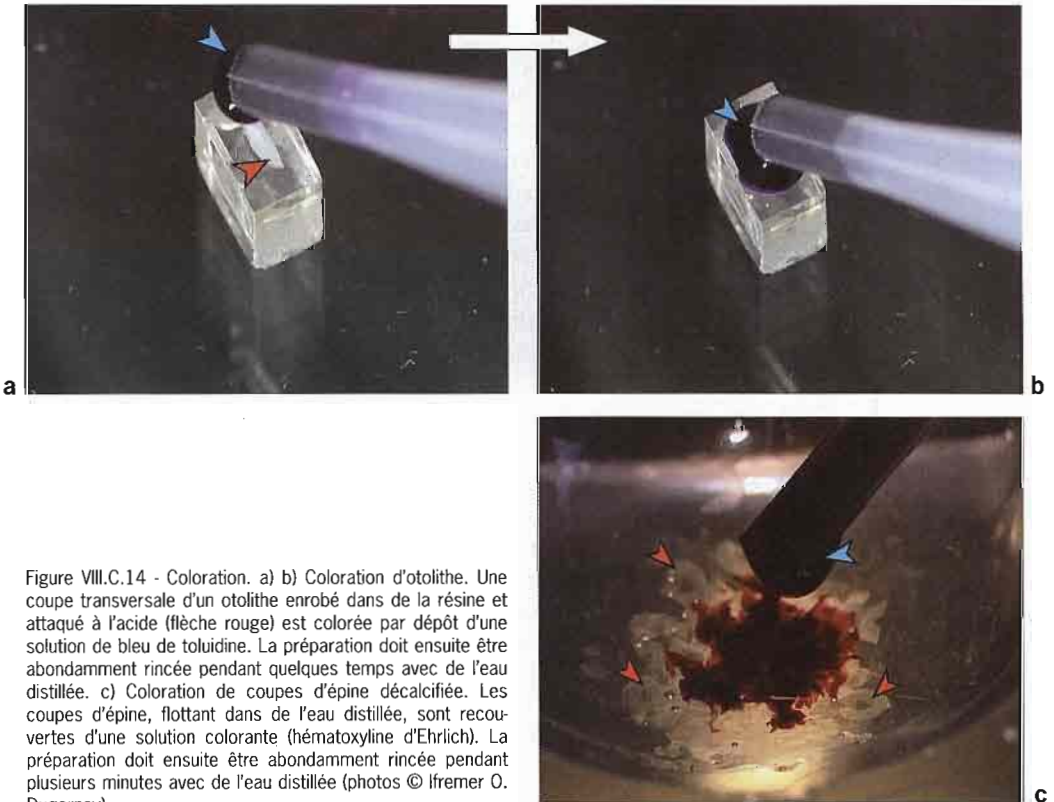 a
b
c
Figure VIII.C.14 - Coloration. a) b) Coloration d'otolithe. Une
coupe transversale d'un otolithe enrobé dans de la résine et
attaqué à l'acide (flèche rouge) est colorée par dépôt d'une
solution de bleu de toluidine. La préparation doit ensuite être
abondamment rincée pendant quelques temps avec de l'eau
distillée. c) Coloration de coupes d'épine décalcifiée. Les
coupes d'épine, flottant dans de l'eau distillée, sont recou-
vertes d'une solution colorante (hématoxyline d'Ehrlich). La
préparation doit ensuite être abondamment rincée pendant
plusieurs minutes avec de l'eau distillée (photos © Ifremer O.